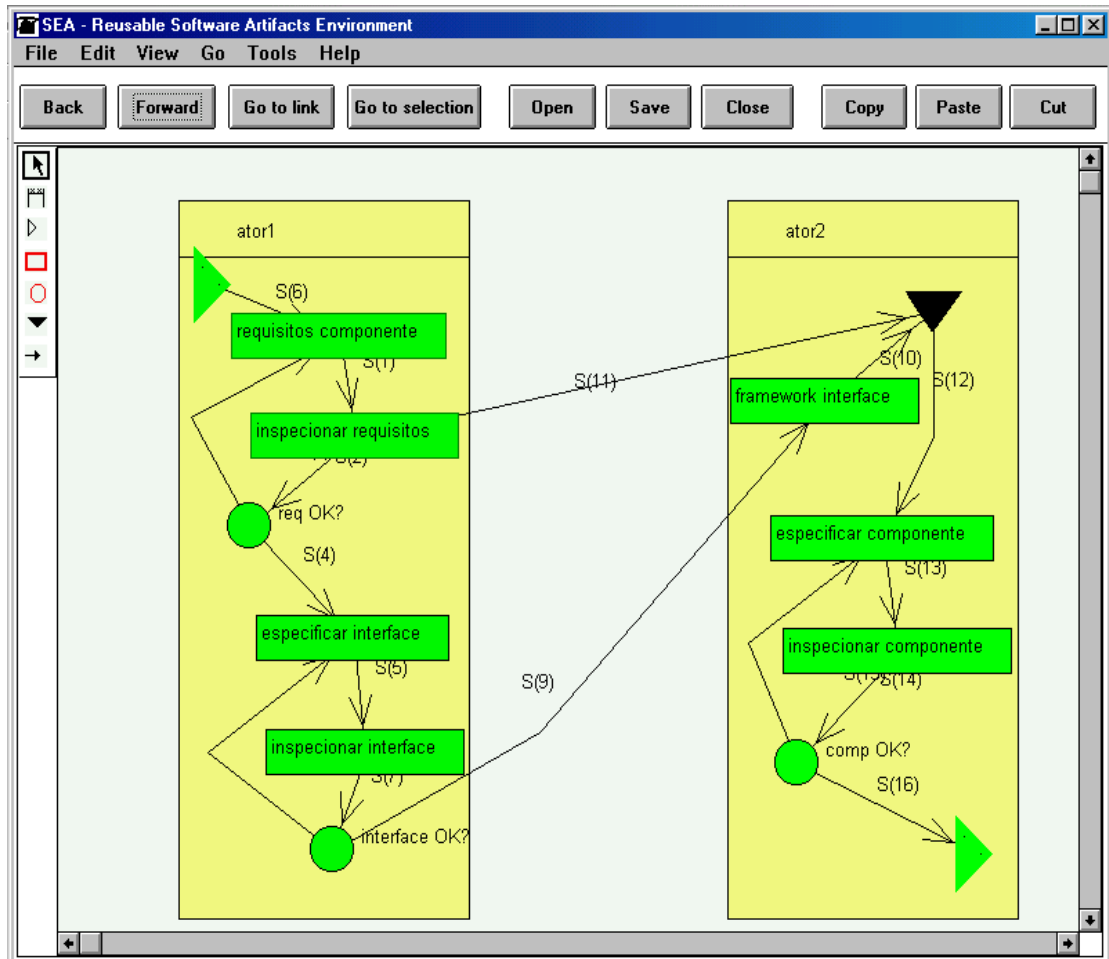 SEA - Reusable Software Artifacts Environment
File Edit View Go Tools Help
Back Forward Go to link Go to selection Open Save Close Copy Paste Cut
ator1
S(6)
requisitos componente
S(1)
inspecionar requisitos
S(2)
req OK?
S(4)
especificar interface
S(5)
inspecionar interface
S(7)
interface OK?
S(11)
S(9)
ator2
S(10)
S(12)
framework interface
especificar componente
S(13)
inspecionar componente
S(14)
comp OK?
S(16)